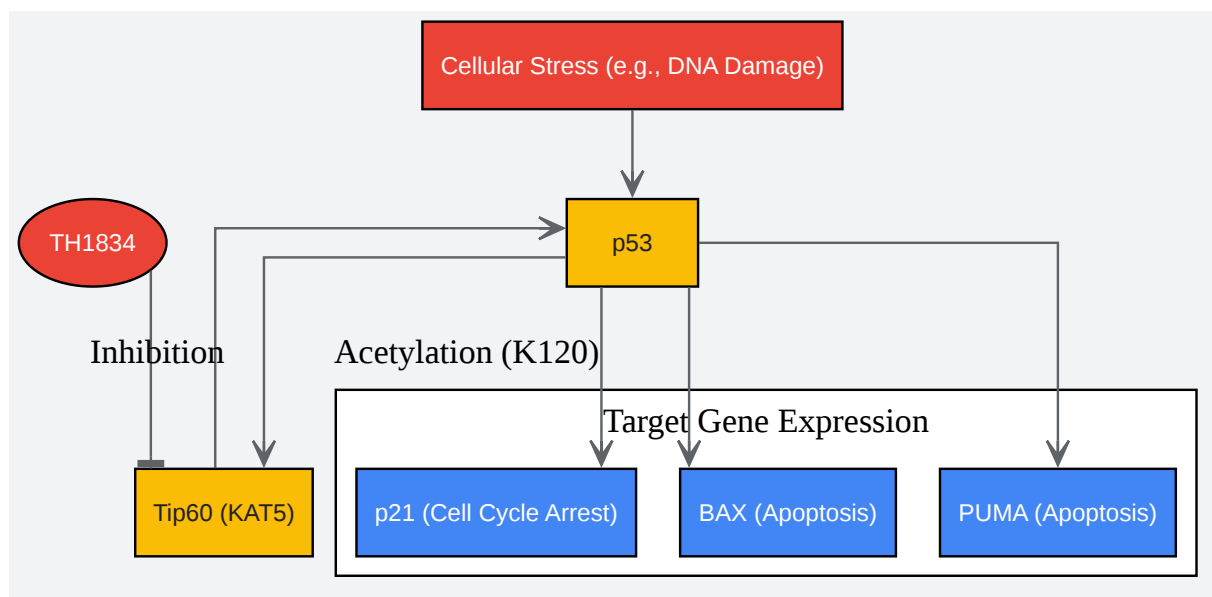 Cellular Stress (e.g., DNA Damage)
TH1834
p53
Inhibition
Acetylation (K120)
Target Gene Expression
Tip60 (KAT5)
p21 (Cell Cycle Arrest)
BAX (Apoptosis)
PUMA (Apoptosis)